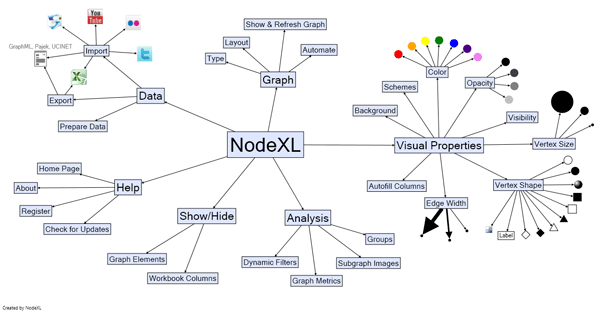 You
Tube
GraphML, Pajek, UCINET
Import
Export
Data
Prepare Data
Show & Refresh Graph
Layout
Automate
Type
Graph
Color
Schemes
Opacity
Background
Visibility
Visual Properties
Vertex Size
Autofill Columns
Edge Width
Vertex Shape
Label
NodeXL
Home Page
About
Help
Register
Check for Updates
Show/Hide
Graph Elements
Workbook Columns
Analysis
Groups
Dynamic Filters
Subgraph Images
Graph Metrics
Created by NodeXL